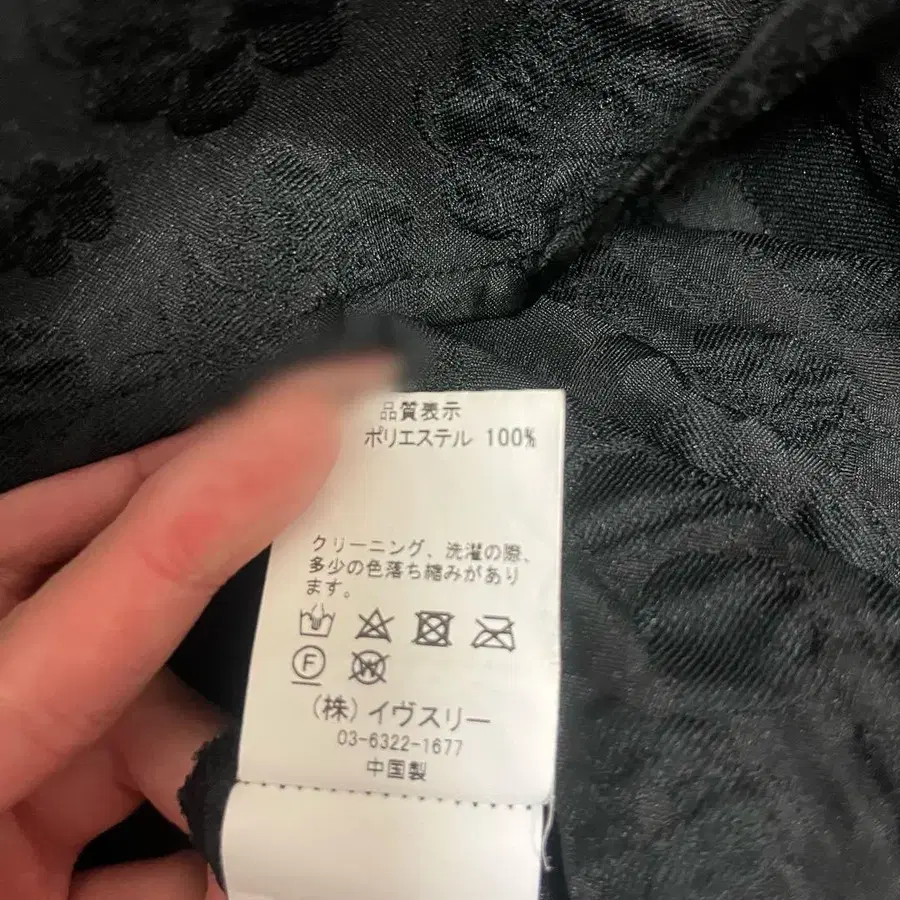 品質表示
ポリエステル 100%
クリーニング、洗濯の際、
多少の色落ち縮みがあり
ます。
F
W
(株)イヴスリー
03-6322-1677
中国製